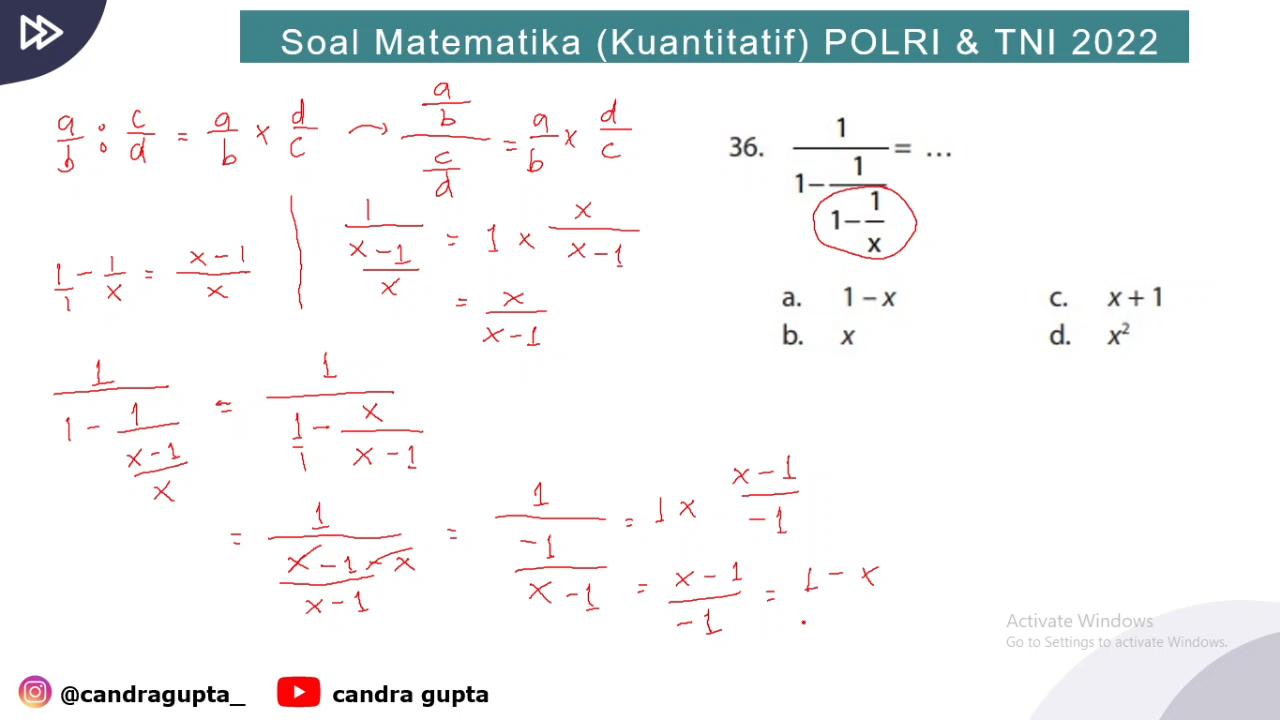 Soal Matematika (Kuantitatif) POLRI & TNI 2022
a/b : c/d = a/b × d/c → (a/b)/(c/d) = a/b × d/c
1/1 - 1/x = (x-1)/x
1/((x-1)/x) = 1 × x/(x-1)
= x/(x-1)
1/(1 - 1/((x-1)/x)) = 1/(1/1 - x/(x-1))
= 1/((x-1-x)/(x-1)) = 1/(-1/(x-1)) = 1 × (x-1)/-1
= (x-1)/-1 = 1-x
36. 1/(1-1/(1-1/x)) = ...
a. 1-x
b. x
c. x+1
d. x²
Activate Windows
Go to Settings to activate Windows.
@candragupta_
candra gupta